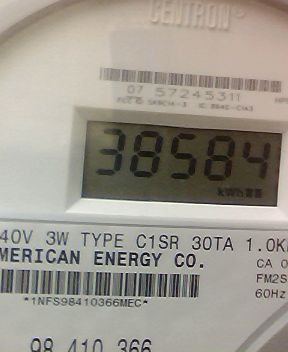 CENTRON
07 57245311
38584
kWh
40V 3W TYPE C1SR 30TA 1.0K
MERICAN ENERGY CO.
CA 0
FM2S
60Hz
*1NFS98410366MEC*
98 410 366